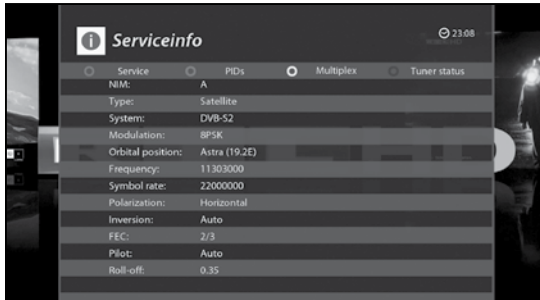 Serviceinfo
23:08
Service PIDs Multiplex Tuner status
NIM: A
Type: Satellite
System: DVB-S2
Modulation: 8PSK
Orbital position: Astra (19.2E)
Frequency: 11303000
Symbol rate: 22000000
Polarization: Horizontal
Inversion: Auto
FEC: 2/3
Pilot: Auto
Roll-off: 0.35